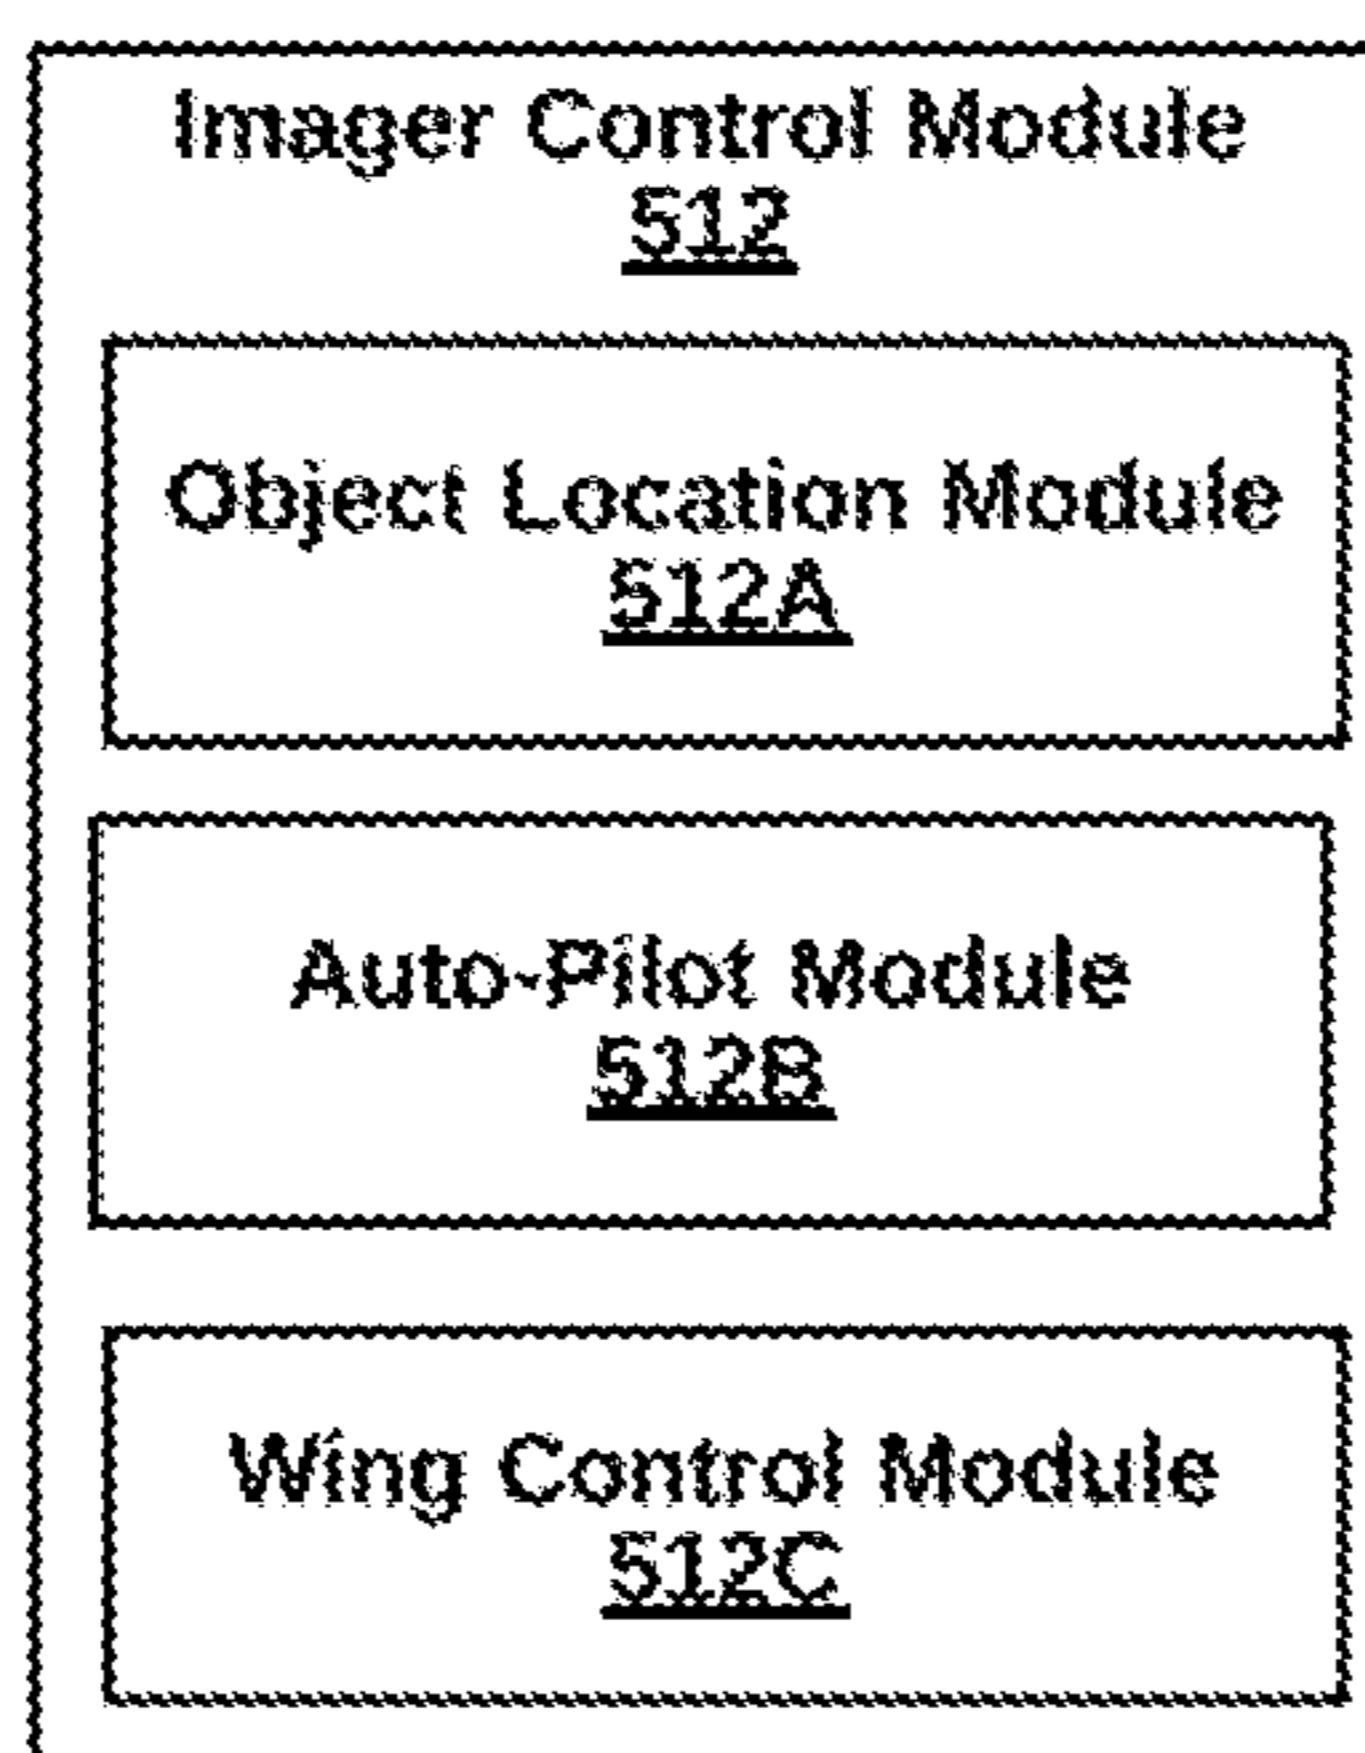 Imager Control Module
512
Object Location Module
512A
Auto-Pilot Module
512B
Wing Control Module
512C